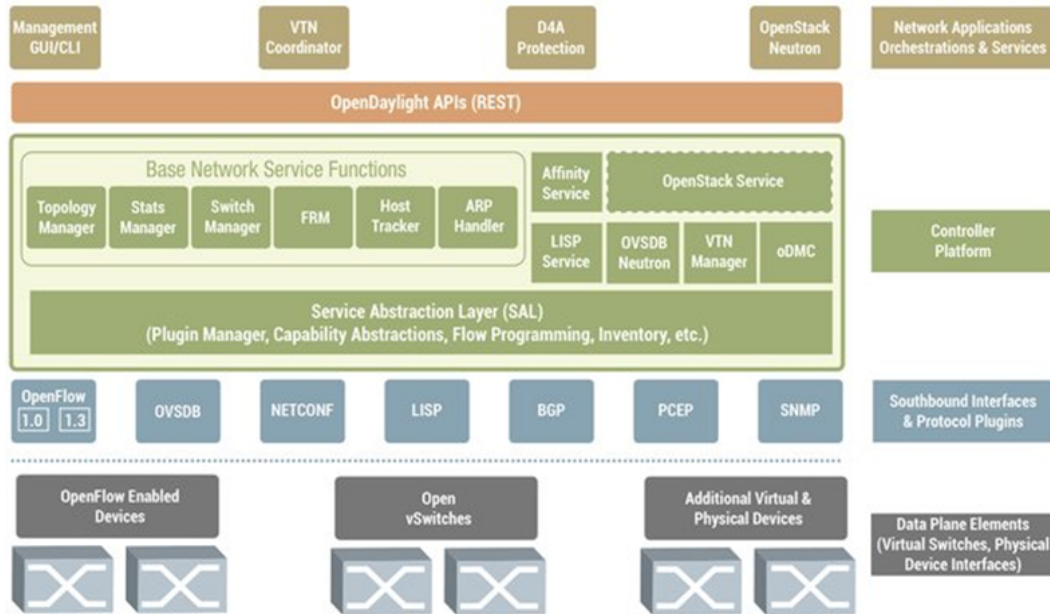 Management
GUI/CLI
VTN
Coordinator
D4A
Protection
OpenStack
Neutron
Network Applications
Orchestrations & Services
OpenDaylight APIs (REST)
Base Network Service Functions
Topology
Manager
Stats
Manager
Switch
Manager
FRM
Host
Tracker
ARP
Handler
Affinity
Service
OpenStack Service
LISP
Service
OVSDB
Neutron
VTN
Manager
oDMC
Controller
Platform
Service Abstraction Layer (SAL)
(Plugin Manager, Capability Abstractions, Flow Programming, Inventory, etc.)
OpenFlow
1.0 1.3
OVSDB
NETCONF
LISP
BGP
PCEP
SNMP
Southbound Interfaces
& Protocol Plugins
OpenFlow Enabled
Devices
Open
vSwitches
Additional Virtual &
Physical Devices
Data Plane Elements
(Virtual Switches, Physical
Device Interfaces)